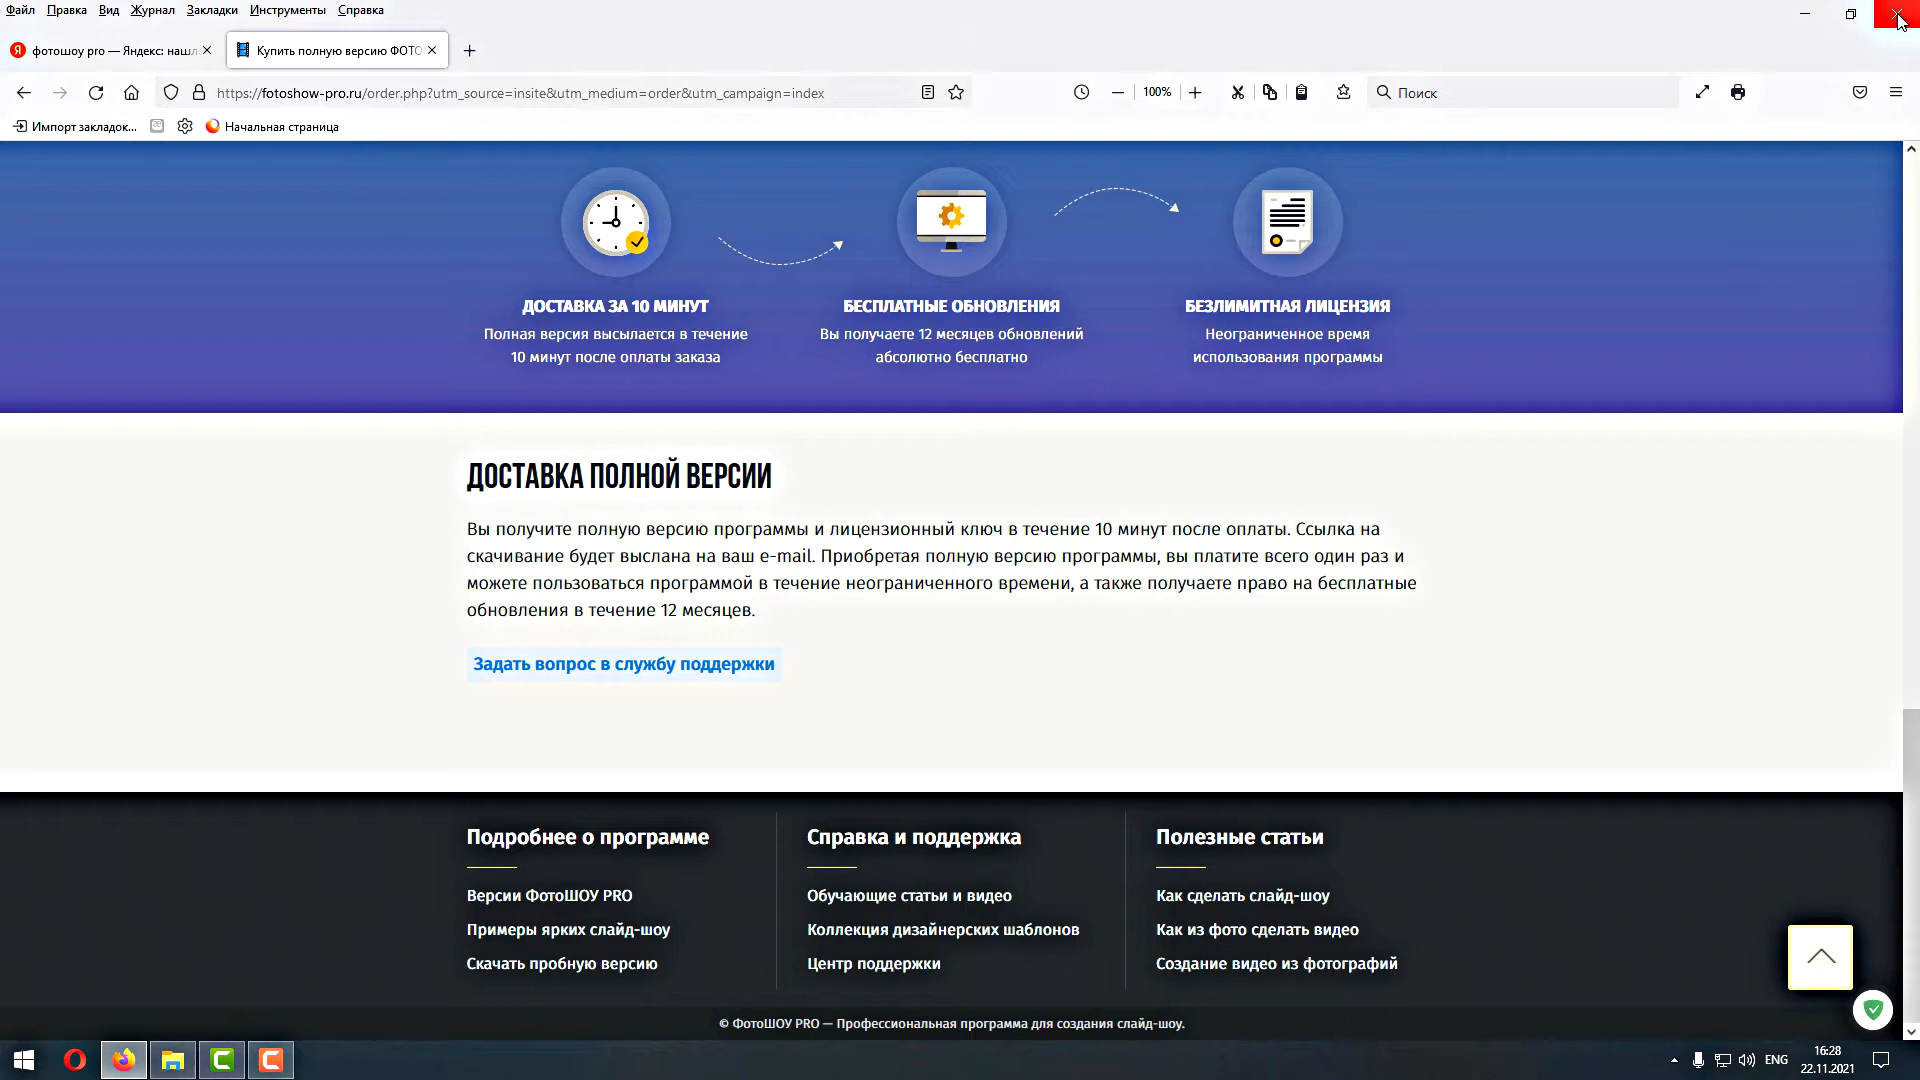 Файл Правка Вид Журнал Закладки Инструменты Справка
фотошоу pro — Яндекс: нашл
Купить полную версию ФОТО
https://fotoshow-pro.ru/order.php?utm_source=insite&utm_medium=order&utm_campaign=index
100%
Поиск
Импорт закладок...
Начальная страница
ДОСТАВКА ЗА 10 МИНУТ
Полная версия высылается в течение
10 минут после оплаты заказа
БЕСПЛАТНЫЕ ОБНОВЛЕНИЯ
Вы получаете 12 месяцев обновлений
абсолютно бесплатно
БЕЗЛИМИТНАЯ ЛИЦЕНЗИЯ
Неограниченное время
использования программы
ДОСТАВКА ПОЛНОЙ ВЕРСИИ
Вы получите полную версию программы и лицензионный ключ в течение 10 минут после оплаты. Ссылка на
скачивание будет выслана на ваш e-mail. Приобретая полную версию программы, вы платите всего один раз и
можете пользоваться программой в течение неограниченного времени, а также получаете право на бесплатные
обновления в течение 12 месяцев.
Задать вопрос в службу поддержки
Подробнее о программе
Версии ФотоШОУ PRO
Примеры ярких слайд-шоу
Скачать пробную версию
Справка и поддержка
Обучающие статьи и видео
Коллекция дизайнерских шаблонов
Центр поддержки
Полезные статьи
Как сделать слайд-шоу
Как из фото сделать видео
Создание видео из фотографий
© ФотоШОУ PRO — Профессиональная программа для создания слайд-шоу.
ENG
16:28
22.11.2021